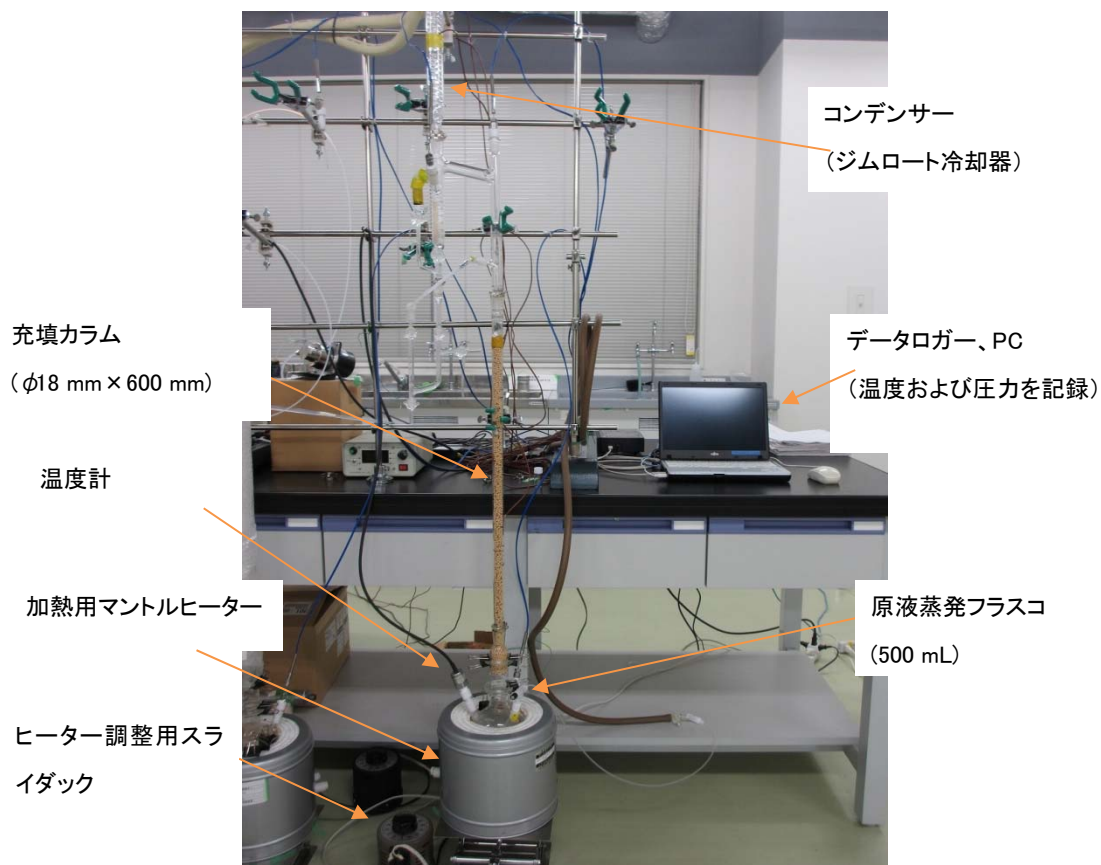 コンデンサー
（ジムロート冷却器）
充填カラム
（φ18 mm×600 mm）
データロガー、PC
（温度および圧力を記録）
温度計
加熱用マントルヒーター
原液蒸発フラスコ
(500 mL)
ヒーター調整用スラ
イダック